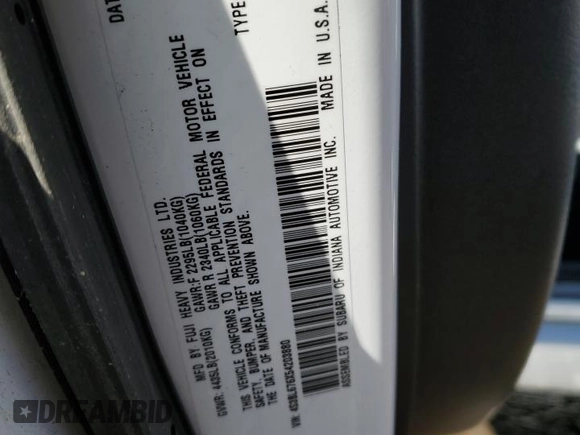 DAT
MFD BY FUJI HEAVY INDUSTRIES LTD.
GVWR: 4435LB(2010KG) GAWR:F 2295LB(1040KG)
GAWR R 2340LB(1060KG)
THIS VEHICLE CONFORMS TO ALL APPLICABLE FEDERAL MOTOR VEHICLE
SAFETY, BUMPER, AND THEFT PREVENTION STANDARDS IN EFFECT ON
THE DATE OF MANUFACTURE SHOWN ABOVE.
TYPE
ASSEMBLED BY SUBARU OF INDIANA AUTOMOTIVE INC. MADE IN U.S.A.
DREAMBID